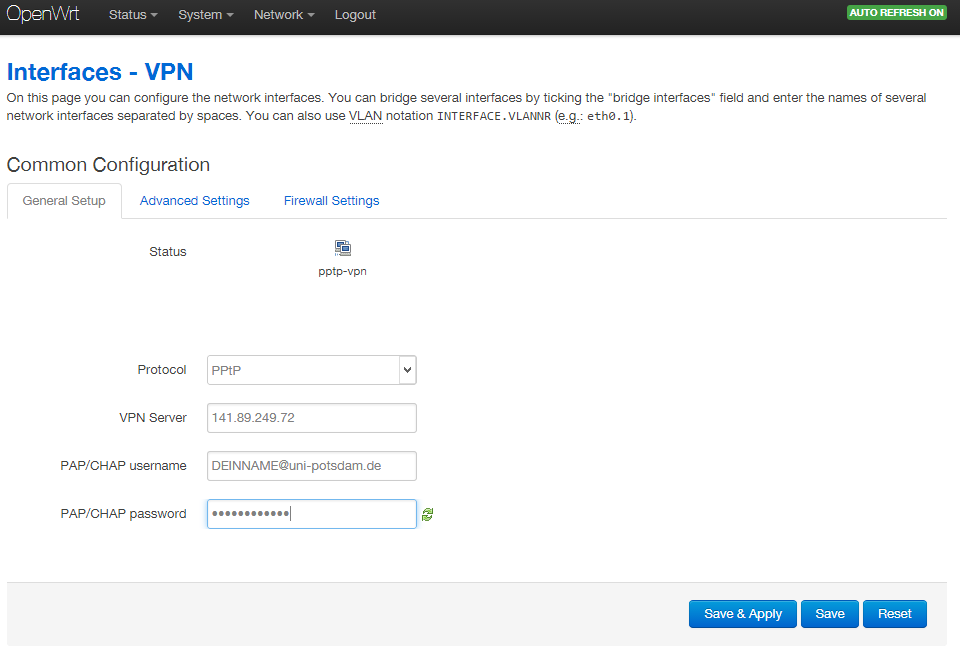 OpenWrt Status System Network Logout AUTO REFRESH ON
Interfaces - VPN
On this page you can configure the network interfaces. You can bridge several interfaces by ticking the "bridge interfaces" field and enter the names of several
network interfaces separated by spaces. You can also use VLAN notation INTERFACE.VLANNR (e.g.: eth0.1).
Common Configuration
General Setup Advanced Settings Firewall Settings
Status
pptp-vpn
Protocol PPtP
VPN Server 141.89.249.72
PAP/CHAP username DEINNAME@uni-potsdam.de
PAP/CHAP password ••••••••••••
Save & Apply Save Reset